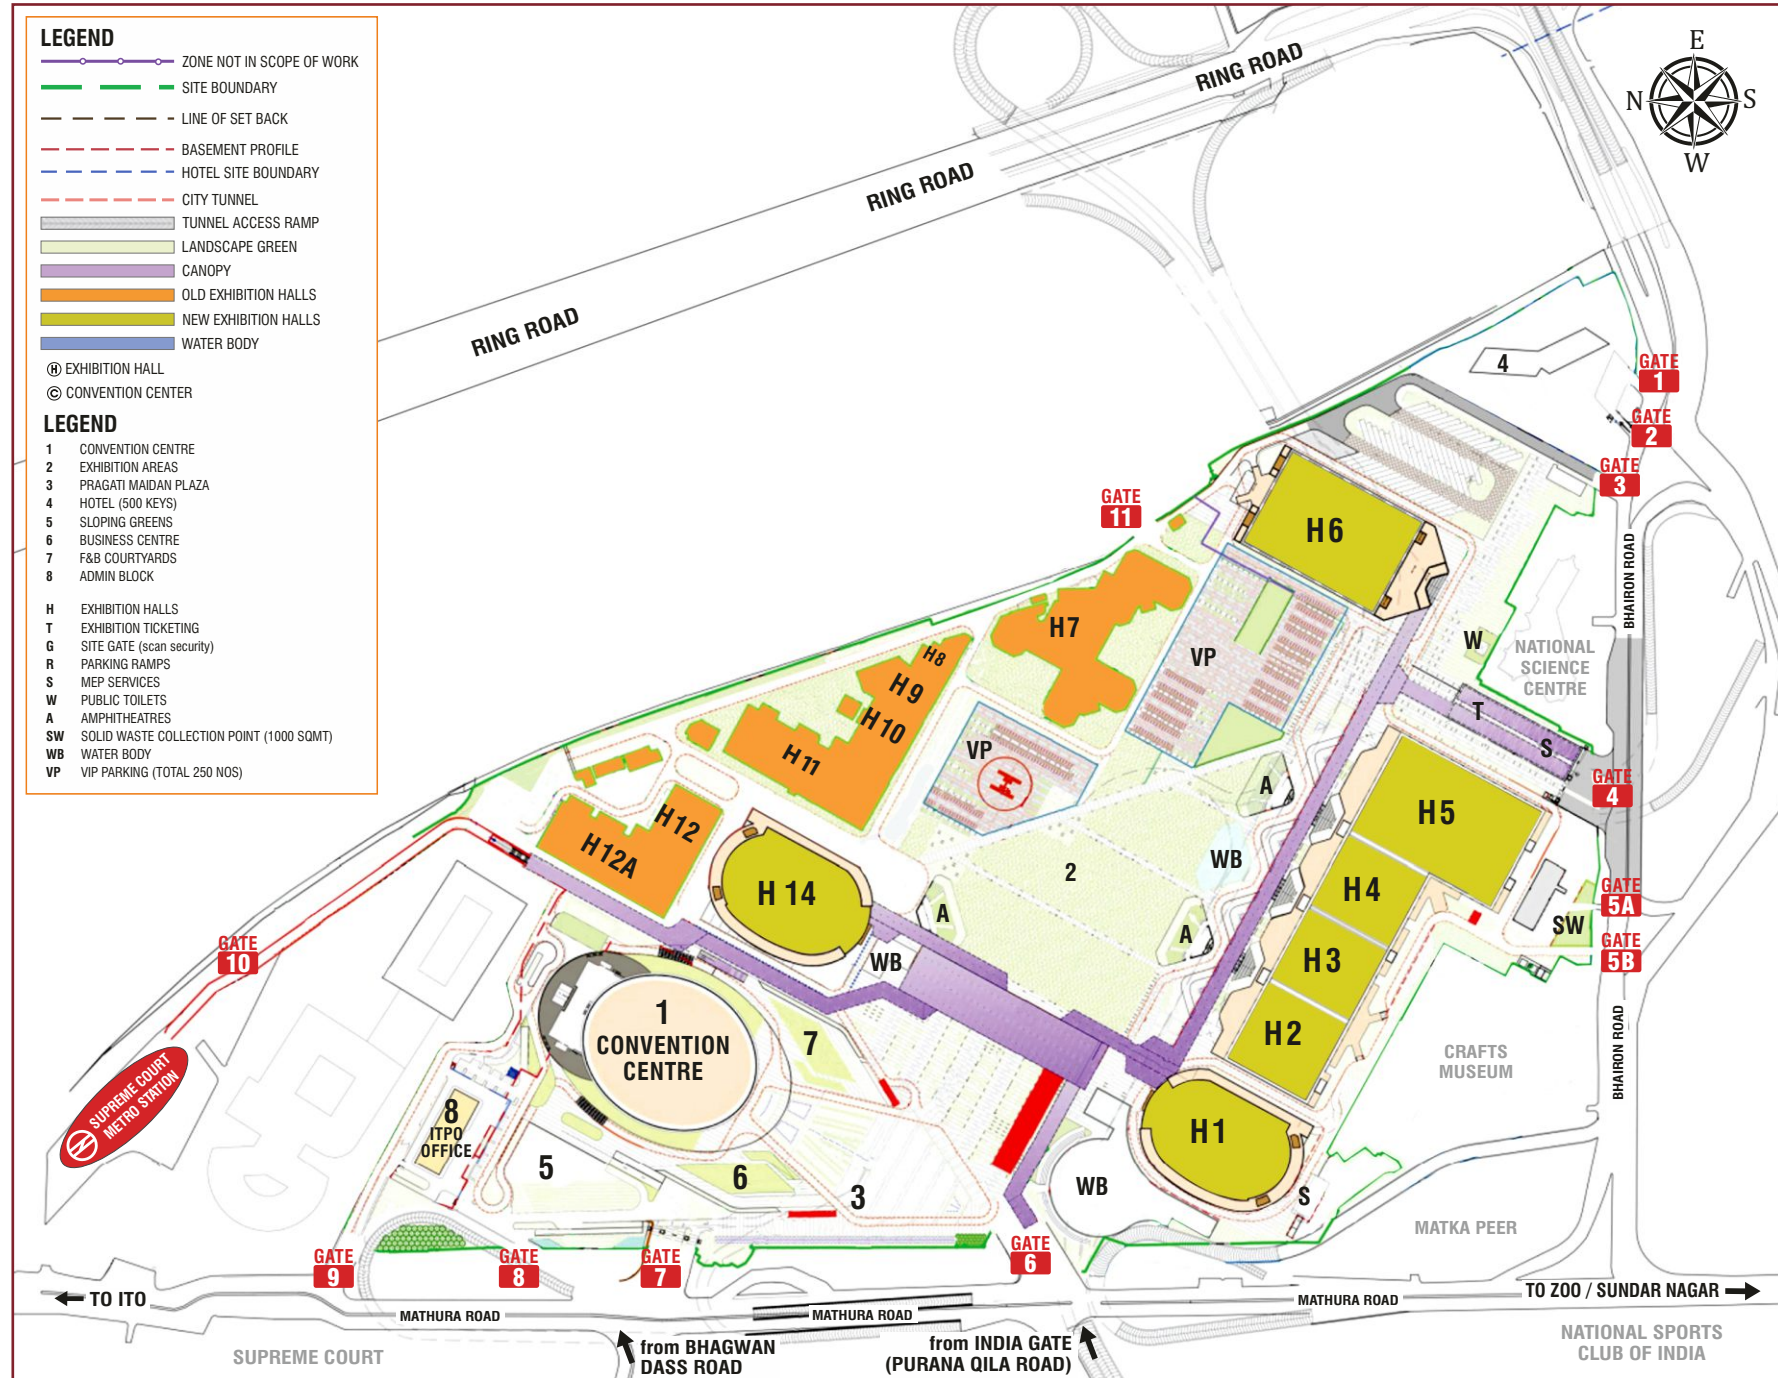 LEGEND
ZONE NOT IN SCOPE OF WORK
SITE BOUNDARY
LINE OF SET BACK
BASEMENT PROFILE
HOTEL SITE BOUNDARY
CITY TUNNEL
TUNNEL ACCESS RAMP
LANDSCAPE GREEN
CANOPY
OLD EXHIBITION HALLS
NEW EXHIBITION HALLS
WATER BODY
Ⓗ EXHIBITION HALL
Ⓒ CONVENTION CENTER
LEGEND
1 CONVENTION CENTRE
2 EXHIBITION AREAS
3 PRAGATI MAIDAN PLAZA
4 HOTEL (500 KEYS)
5 SLOPING GREENS
6 BUSINESS CENTRE
7 F&B COURTYARDS
8 ADMIN BLOCK
H EXHIBITION HALLS
T EXHIBITION TICKETING
G SITE GATE (scan security)
R PARKING RAMPS
S MEP SERVICES
W PUBLIC TOILETS
A AMPHITHEATRES
SW SOLID WASTE COLLECTION POINT (1000 SQMT)
WB WATER BODY
VP VIP PARKING (TOTAL 250 NOS)
E
N S
W
RING ROAD
RING ROAD
RING ROAD
4
GATE
1
GATE
2
GATE
3
GATE
11
H6
BHAIRON ROAD
H7
VP
W
NATIONAL
SCIENCE
CENTRE
H8
H9
H10
H11
VP
T
S
GATE
4
A
H5
H12
H12A
H 14
2
WB
H4
GATE
5A
A
A
SW
GATE
5B
GATE
10
WB
H3
1
CONVENTION
CENTRE
7
H2
CRAFTS
MUSEUM
BHAIRON ROAD
SUPREME COURT
METRO STATION
8
ITPO
OFFICE
H1
5
6
3
WB
S
MATKA PEER
GATE
9
GATE
8
GATE
7
GATE
6
TO ITO
MATHURA ROAD
MATHURA ROAD
MATHURA ROAD
TO ZOO / SUNDAR NAGAR
SUPREME COURT
from BHAGWAN
DASS ROAD
from INDIA GATE
(PURANA QILA ROAD)
NATIONAL SPORTS
CLUB OF INDIA